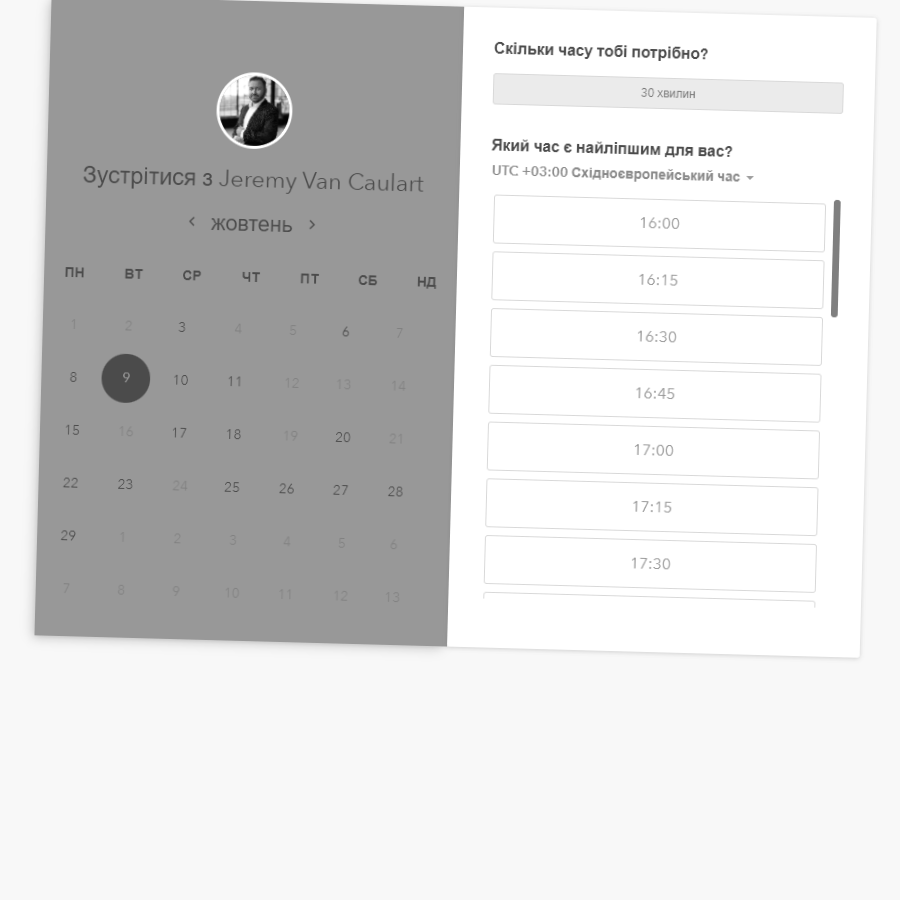 Зустрітися з Jeremy Van Caulart
жовтень
ПН ВТ СР ЧТ ПТ СБ НД
1 2 3 4 5 6 7
8 9 10 11 12 13 14
15 16 17 18 19 20 21
22 23 24 25 26 27 28
29 1 2 3 4 5 6
7 8 9 10 11 12 13
Скільки часу тобі потрібно?
30 хвилин
Який час є найліпшим для вас?
UTC +03:00 Східноєвропейський час
16:00
16:15
16:30
16:45
17:00
17:15
17:30